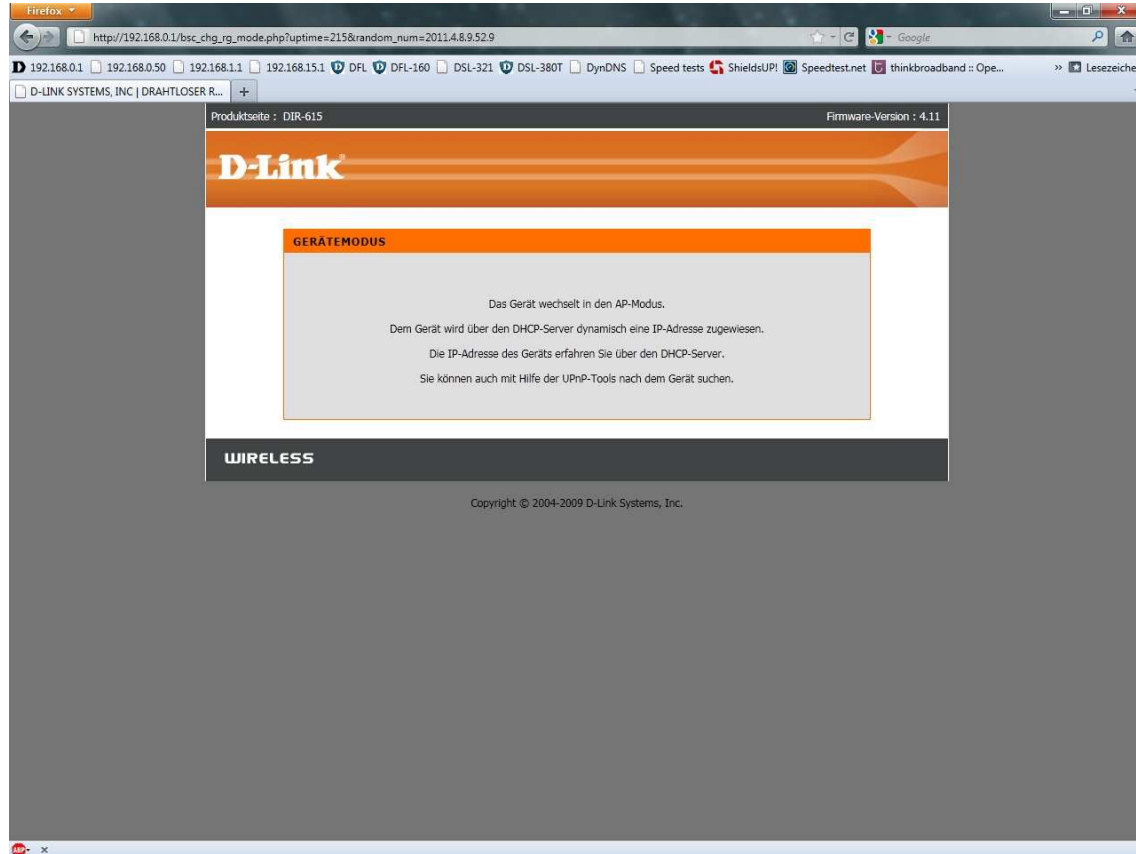 Firefox
http://192.168.0.1/bsc_chg_rg_mode.php?uptime=215&random_num=2011.4.8.9.52.9
Google
192.168.0.1 192.168.0.50 192.168.1.1 192.168.15.1 DFL DFL-160 DSL-321 DSL-380T DynDNS Speed tests ShieldsUP! Speedtest.net thinkbroadband :: Ope... » Lesezeiche
D-LINK SYSTEMS, INC | DRAHTLOSER R... +
Produktseite : DIR-615 Firmware-Version : 4.11
D-Link
GERÄTEMODUS
Das Gerät wechselt in den AP-Modus.
Dem Gerät wird über den DHCP-Server dynamisch eine IP-Adresse zugewiesen.
Die IP-Adresse des Geräts erfahren Sie über den DHCP-Server.
Sie können auch mit Hilfe der UPnP-Tools nach dem Gerät suchen.
WIRELESS
Copyright © 2004-2009 D-Link Systems, Inc.
ABP